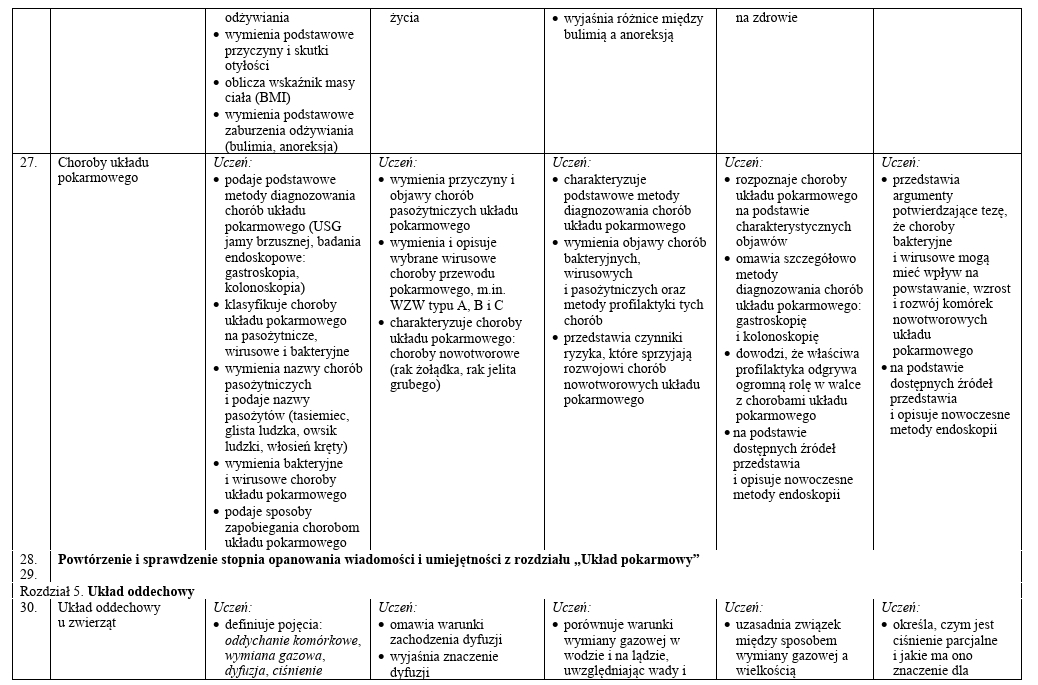 odżywiania
• wymienia podstawowe
przyczyny i skutki
otyłości
• oblicza wskaźnik masy
ciała (BMI)
• wymienia podstawowe
zaburzenia odżywiania
(bulimia, anoreksja)
życia
• wyjaśnia różnice między
bulimią a anoreksją
na zdrowie
27.
Choroby układu
pokarmowego
Uczeń:
• podaje podstawowe
metody diagnozowania
chorób układu
pokarmowego (USG
jamy brzusznej, badania
endoskopowe:
gastroskopia,
kolonoskopia)
• klasyfikuje choroby
układu pokarmowego
na pasożytnicze,
wirusowe i bakteryjne
• wymienia nazwy chorób
pasożytniczych
i podaje nazwy
pasożytów (tasiemiec,
glista ludzka, owsik
ludzki, włosień kręty)
• wymienia bakteryjne
i wirusowe choroby
układu pokarmowego
• podaje sposoby
zapobiegania chorobom
układu pokarmowego
Uczeń:
• wymienia przyczyny i
objawy chorób
pasożytniczych układu
pokarmowego
• wymienia i opisuje
wybrane wirusowe
choroby przewodu
pokarmowego, m.in.
WZW typu A, B i C
• charakteryzuje choroby
układu pokarmowego:
choroby nowotworowe
(rak żołądka, rak jelita
grubego)
Uczeń:
• charakteryzuje
podstawowe metody
diagnozowania chorób
układu pokarmowego
• wymienia objawy chorób
bakteryjnych,
wirusowych
i pasożytniczych oraz
metody profilaktyki tych
chorób
• przedstawia czynniki
ryzyka, które sprzyjają
rozwojowi chorób
nowotworowych układu
pokarmowego
Uczeń:
• rozpoznaje choroby
układu pokarmowego
na podstawie
charakterystycznych
objawów
• omawia szczegółowo
metody
diagnozowania chorób
układu pokarmowego:
gastroskopię
i kolonoskopię
• dowodzi, że właściwa
profilaktyka odgrywa
ogromną rolę w walce
z chorobami układu
pokarmowego
• na podstawie
dostępnych źródeł
przedstawia
i opisuje nowoczesne
metody endoskopii
Uczeń:
• przedstawia
argumenty
potwierdzające tezę,
że choroby
bakteryjne
i wirusowe mogą
mieć wpływ na
powstawanie, wzrost
i rozwój komórek
nowotworowych
układu
pokarmowego
• na podstawie
dostępnych źródeł
przedstawia
i opisuje nowoczesne
metody endoskopii
28.
29.
Powtórzenie i sprawdzenie stopnia opanowania wiadomości i umiejętności z rozdziału „Układ pokarmowy”
Rozdział 5. Układ oddechowy
30.
Układ oddechowy
u zwierząt
Uczeń:
• definiuje pojęcia:
oddychanie komórkowe,
wymiana gazowa,
dyfuzja, ciśnienie
Uczeń:
• omawia warunki
zachodzenia dyfuzji
• wyjaśnia znaczenie
dyfuzji
Uczeń:
• porównuje warunki
wymiany gazowej w
wodzie i na lądzie,
uwzględniając wady i
Uczeń:
• uzasadnia związek
między sposobem
wymiany gazowej a
wielkością
Uczeń:
• określa, czym jest
ciśnienie parcjalne
i jakie ma ono
znaczenie dla